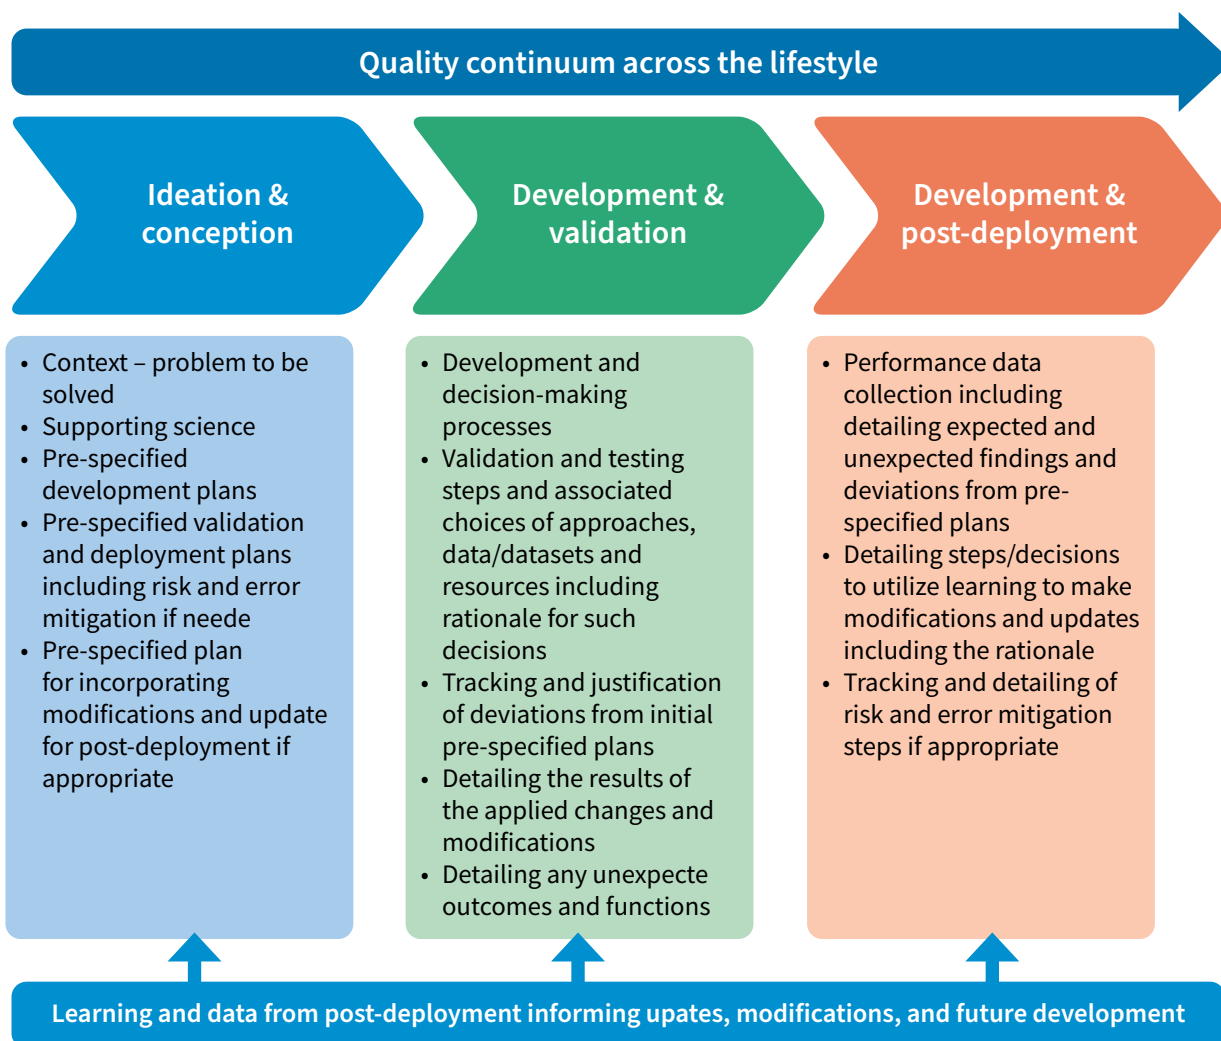 Quality continuum across the lifestyle
Ideation &
conception
Development &
validation
Development &
post-deployment
• Context – problem to be
solved
• Supporting science
• Pre-specified
development plans
• Pre-specified validation
and deployment plans
including risk and error
mitigation if neede
• Pre-specified plan
for incorporating
modifications and update
for post-deployment if
appropriate
• Development and
decision-making
processes
• Validation and testing
steps and associated
choices of approaches,
data/datasets and
resources including
rationale for such
decisions
• Tracking and justification
of deviations from initial
pre-specified plans
• Detailing the results of
the applied changes and
modifications
• Detailing any unexpecte
outcomes and functions
• Performance data
collection including
detailing expected and
unexpected findings and
deviations from pre-
specified plans
• Detailing steps/decisions
to utilize learning to make
modifications and updates
including the rationale
• Tracking and detailing of
risk and error mitigation
steps if appropriate
Learning and data from post-deployment informing upates, modifications, and future development